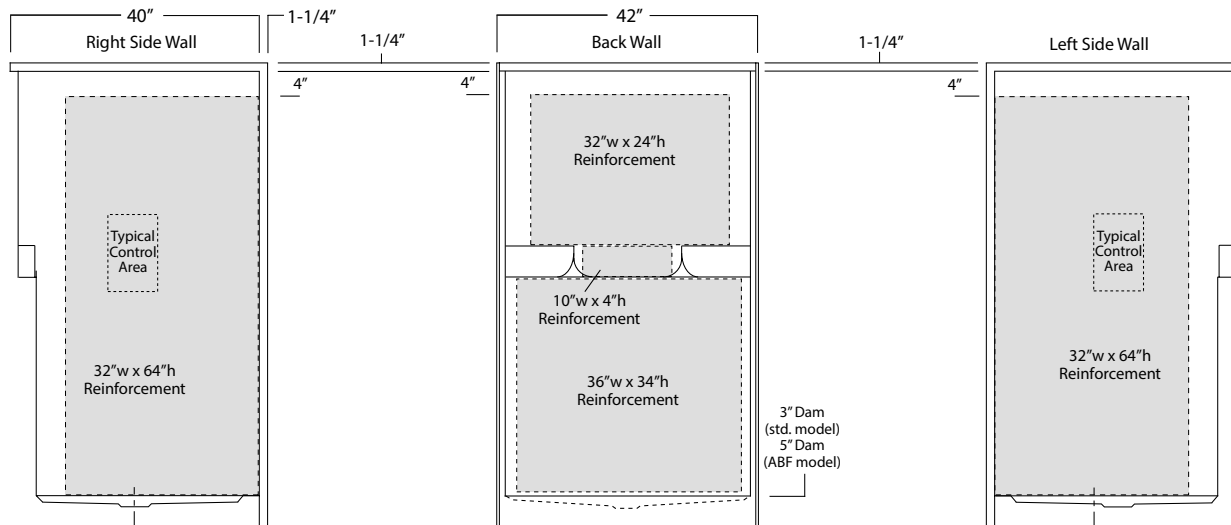 40”
1-1/4”
42”
Right Side Wall
1-1/4”
Back Wall
1-1/4”
Left Side Wall
4”
4”
4”
32”w x 24”h
Reinforcement
Typical
Control
Area
Typical
Control
Area
10”w x 4”h
Reinforcement
32”w x 64”h
Reinforcement
36”w x 34”h
Reinforcement
32”w x 64”h
Reinforcement
3” Dam
(std. model)
5” Dam
(ABF model)